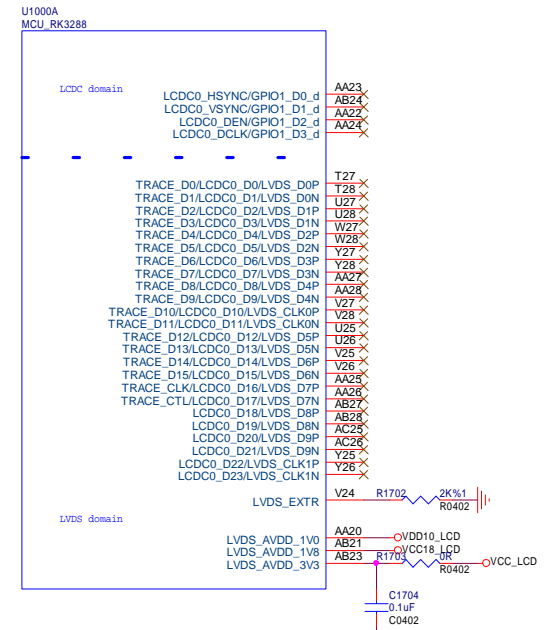 U1000A
MCU_RK3288
LCDC domain
LCDC0_HSYNC/GPIO1_D0_d AA23
LCDC0_VSYNC/GPIO1_D1_d AB24
LCDC0_DEN/GPIO1_D2_d AA22
LCDC0_DCLK/GPIO1_D3_d AA24
TRACE_D0/LCDC0_D0/LVDS_D0P T27
TRACE_D1/LCDC0_D1/LVDS_D0N T28
TRACE_D2/LCDC0_D2/LVDS_D1P U27
TRACE_D3/LCDC0_D3/LVDS_D1N U28
TRACE_D4/LCDC0_D4/LVDS_D2P W27
TRACE_D5/LCDC0_D5/LVDS_D2N W28
TRACE_D6/LCDC0_D6/LVDS_D3P Y27
TRACE_D7/LCDC0_D7/LVDS_D3N Y28
TRACE_D8/LCDC0_D8/LVDS_D4P AA27
TRACE_D9/LCDC0_D9/LVDS_D4N AA28
TRACE_D10/LCDC0_D10/LVDS_CLK0P V27
TRACE_D11/LCDC0_D11/LVDS_CLK0N V28
TRACE_D12/LCDC0_D12/LVDS_D5P U25
TRACE_D13/LCDC0_D13/LVDS_D5N U26
TRACE_D14/LCDC0_D14/LVDS_D6P V25
TRACE_D15/LCDC0_D15/LVDS_D6N V26
TRACE_CLK/LCDC0_D16/LVDS_D7P AA25
TRACE_CTL/LCDC0_D17/LVDS_D7N AA26
LCDC0_D18/LVDS_D8P AB27
LCDC0_D19/LVDS_D8N AB28
LCDC0_D20/LVDS_D9P AC25
LCDC0_D21/LVDS_D9N AC26
LCDC0_D22/LVDS_CLK1P Y25
LCDC0_D23/LVDS_CLK1N Y26
LVDS_EXTR V24 R1702 2K%1
R0402
LVDS domain
LVDS_AVDD_1V0 AA20 VDD10_LCD
LVDS_AVDD_1V8 AB21 VCC18_LCD
LVDS_AVDD_3V3 AB23 R1703 0R VCC_LCD
R0402
C1704
0.1uF
C0402